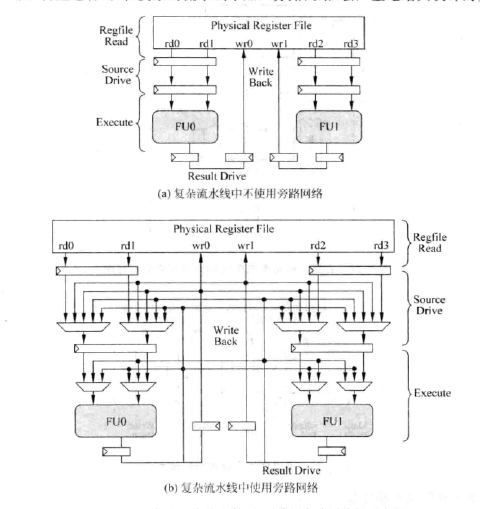 Physical Register File
Regfile Read
rd0 rd1 wr0 wr1 rd2 rd3
Source Drive
Write Back
Execute
FU0 FU1
Result Drive
(a) 复杂流水线中不使用旁路网络
Physical Register File
rd0 rd1 wr0 wr1 rd2 rd3
Regfile Read
Source Drive
Write Back
Execute
FU0 FU1
Result Drive
(b) 复杂流水线中使用旁路网络